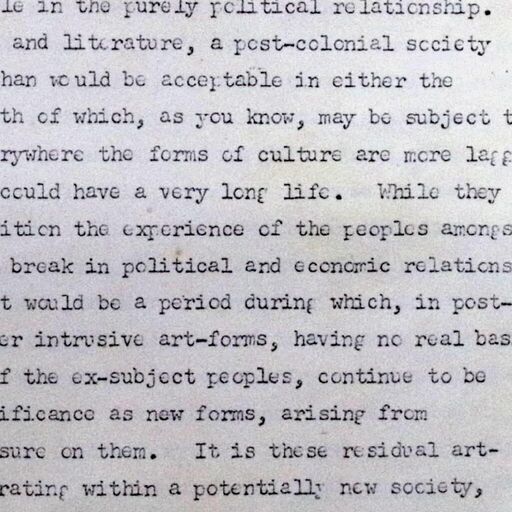 le in the purely political relationship.
and literature, a post-colonial society
han would be acceptable in either the
th of which, as you know, may be subject t
rywhere the forms of culture are more lagg
could have a very long life. While they
ition the experience of the peoples amongs
break in political and economic relations
t would be a period during which, in post-
er intrusive art-forms, having no real bas
f the ex-subject peoples, continue to be
ificance as new forms, arising from
sure on them. It is these residual art-
rating within a potentially new society,